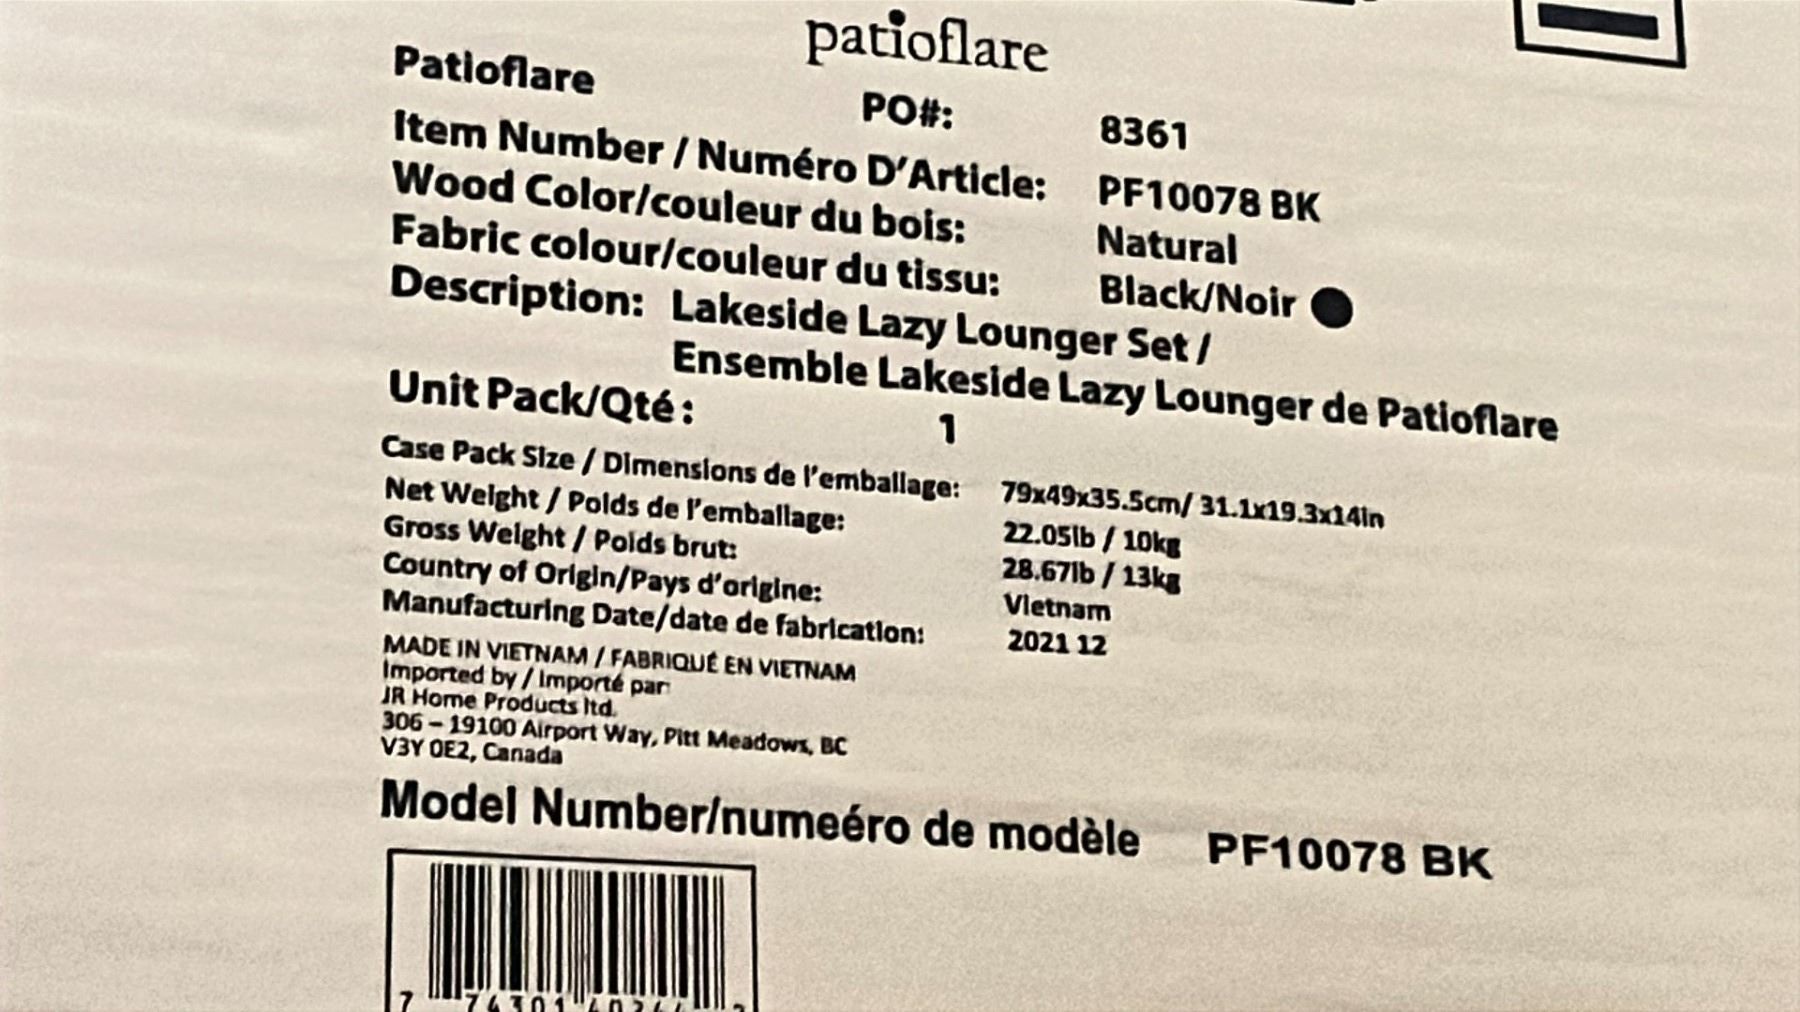 patioflare
Patioflare
PO#: 8361
Item Number / Numéro D'Article: PF10078 BK
Wood Color/couleur du bois: Natural
Fabric colour/couleur du tissu: Black/Noir
Description: Lakeside Lazy Lounger Set /
Ensemble Lakeside Lazy Lounger de Patioflare
Unit Pack/Qté: 1
Case Pack Size / Dimensions de l'emballage: 79x49x35.5cm/ 31.1x19.3x14in
Net Weight / Poids de l'emballage: 22.05lb / 10kg
Gross Weight / Poids brut: 28.67lb / 13kg
Country of Origin/Pays d'origine: Vietnam
Manufacturing Date/date de fabrication: 2021 12
MADE IN VIETNAM / FABRIQUÉ EN VIETNAM
Imported by / Importé par:
JR Home Products ltd.
306 – 19100 Airport Way, Pitt Meadows, BC
V3Y 0E2, Canada
Model Number/numeéro de modèle PF10078 BK